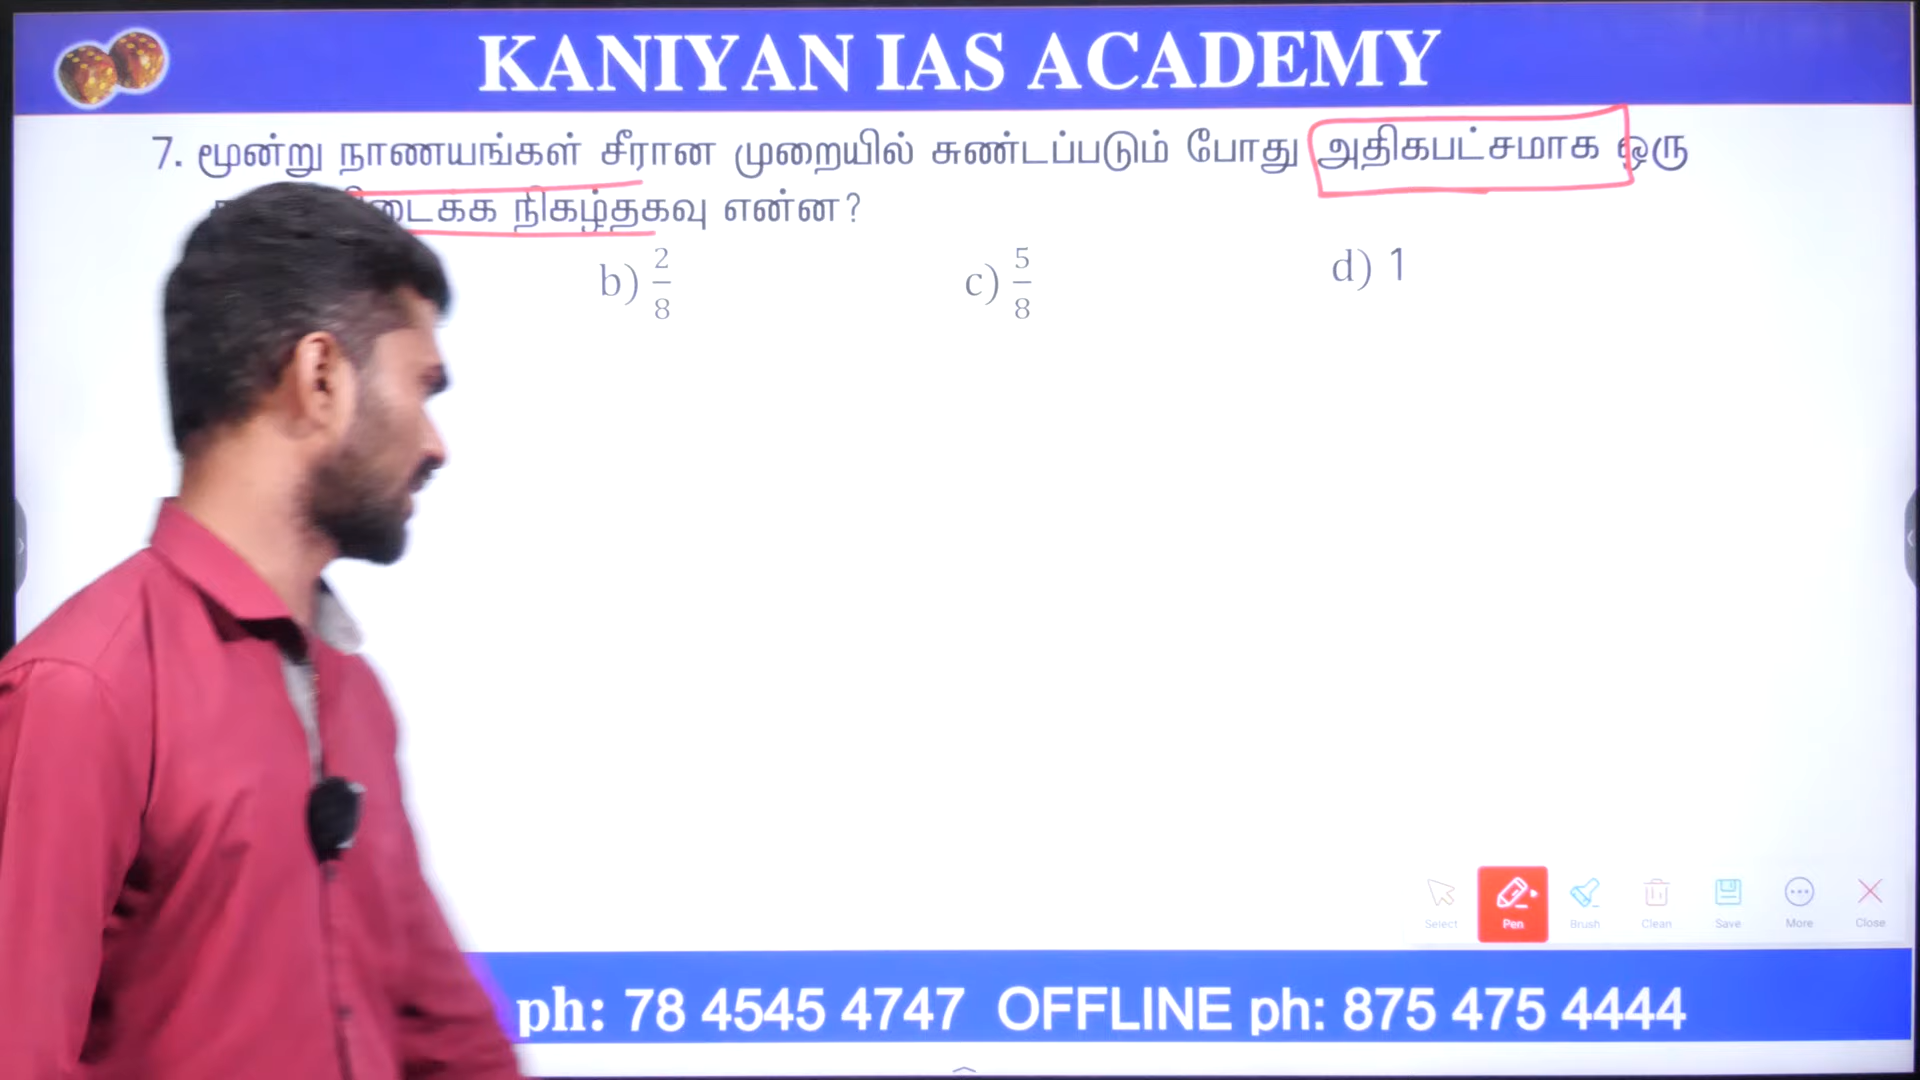 KANIYAN IAS ACADEMY
7. மூன்று நாணயங்கள் சீரான முறையில் சுண்டப்படும் போது அதிகபட்சமாக ஒரு
நிகழ்தகவு என்ன?
b) 2/8 c) 5/8 d) 1
Select Pen Brush Clean Save More Close
ph: 78 4545 4747 OFFLINE ph: 875 475 4444